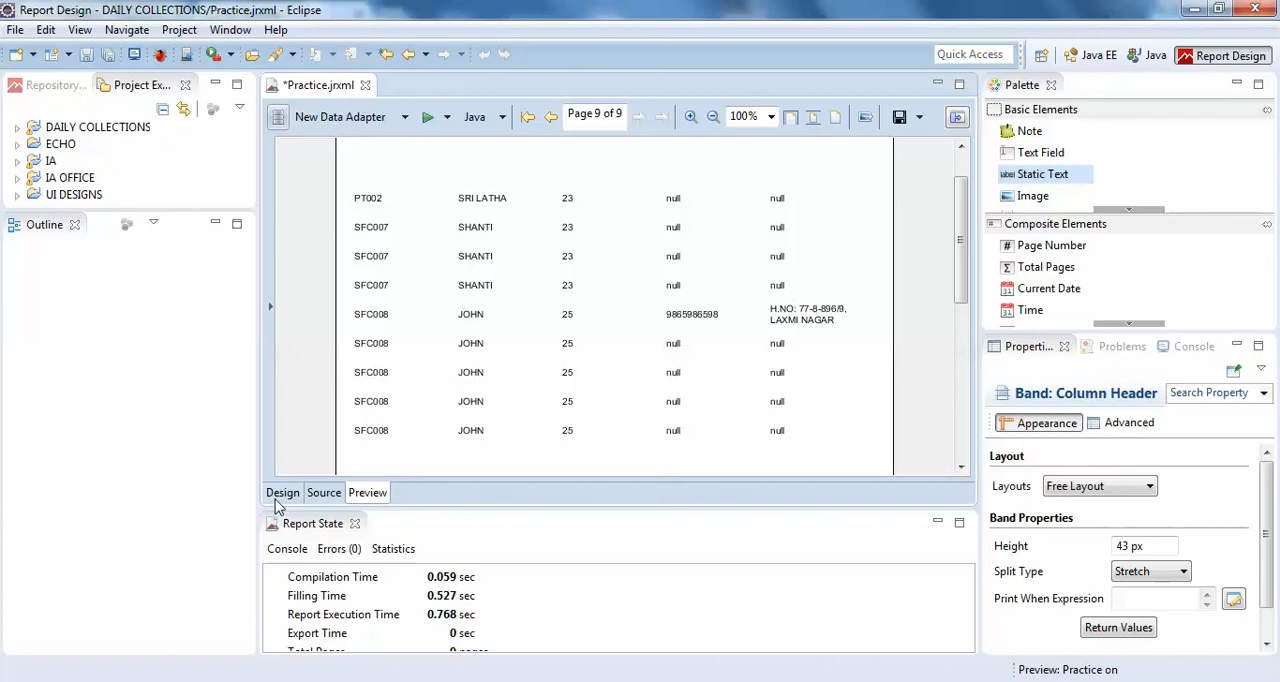 Report Design - DAILY COLLECTIONS/Practice.jrxml - Eclipse
File Edit View Navigate Project Run Window Help
Quick Access Java EE Java Report Design
Repository... Project Ex...
DAILY COLLECTIONS
ECHO
IA
IA OFFICE
UI DESIGNS
Outline
*Practice.jrxml
New Data Adapter Java Page 9 of 9 100%
PT002 SRI LATHA 23 null null
SFC007 SHANTI 23 null null
SFC007 SHANTI 23 null null
SFC007 SHANTI 23 null null
SFC008 JOHN 25 9865986598 H.NO: 77-8-896/9,
LAXMI NAGAR
SFC008 JOHN 25 null null
SFC008 JOHN 25 null null
SFC008 JOHN 25 null null
SFC008 JOHN 25 null null
Design Source Preview
Report State
Console Errors (0) Statistics
Compilation Time 0.059 sec
Filling Time 0.527 sec
Report Execution Time 0.768 sec
Export Time 0 sec
Total Pages 0 pages
Palette
Basic Elements
Note
Text Field
label Static Text
Image
Composite Elements
# Page Number
Σ Total Pages
Current Date
Time
Properti... Problems Console
Band: Column Header Search Property
Appearance Advanced
Layout
Layouts Free Layout
Band Properties
Height 43 px
Split Type Stretch
Print When Expression
Return Values
Preview: Practice on